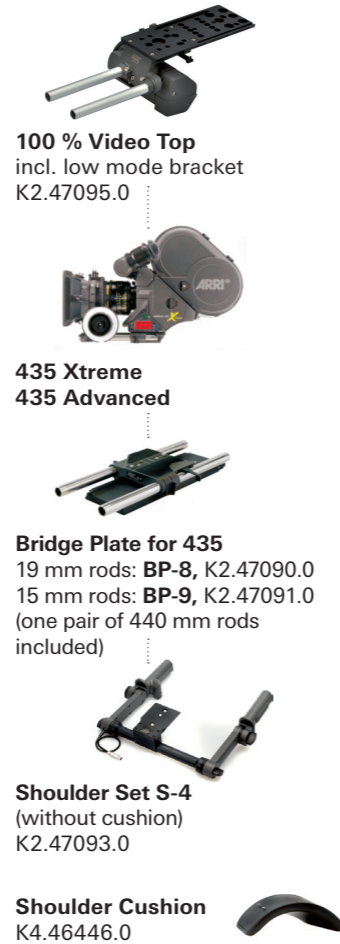 100 % Video Top
incl. low mode bracket
K2.47095.0
ARRI
435 Xtreme
435 Advanced
Bridge Plate for 435
19 mm rods: BP-8, K2.47090.0
15 mm rods: BP-9, K2.47091.0
(one pair of 440 mm rods
included)
Shoulder Set S-4
(without cushion)
K2.47093.0
Shoulder Cushion
K4.46446.0